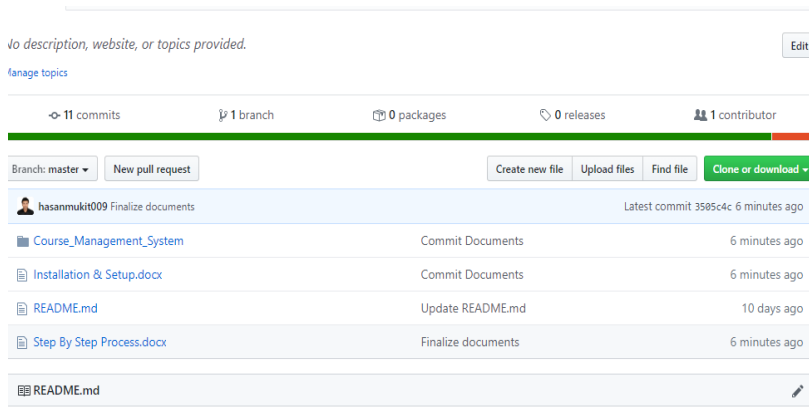 No description, website, or topics provided.
Edit
Manage topics
11 commits 1 branch 0 packages 0 releases 1 contributor
Branch: master New pull request Create new file Upload files Find file Clone or download
hasanmukit009 Finalize documents Latest commit 3505c4c 6 minutes ago
Course_Management_System Commit Documents 6 minutes ago
Installation & Setup.docx Commit Documents 6 minutes ago
README.md Update README.md 10 days ago
Step By Step Process.docx Finalize documents 6 minutes ago
README.md